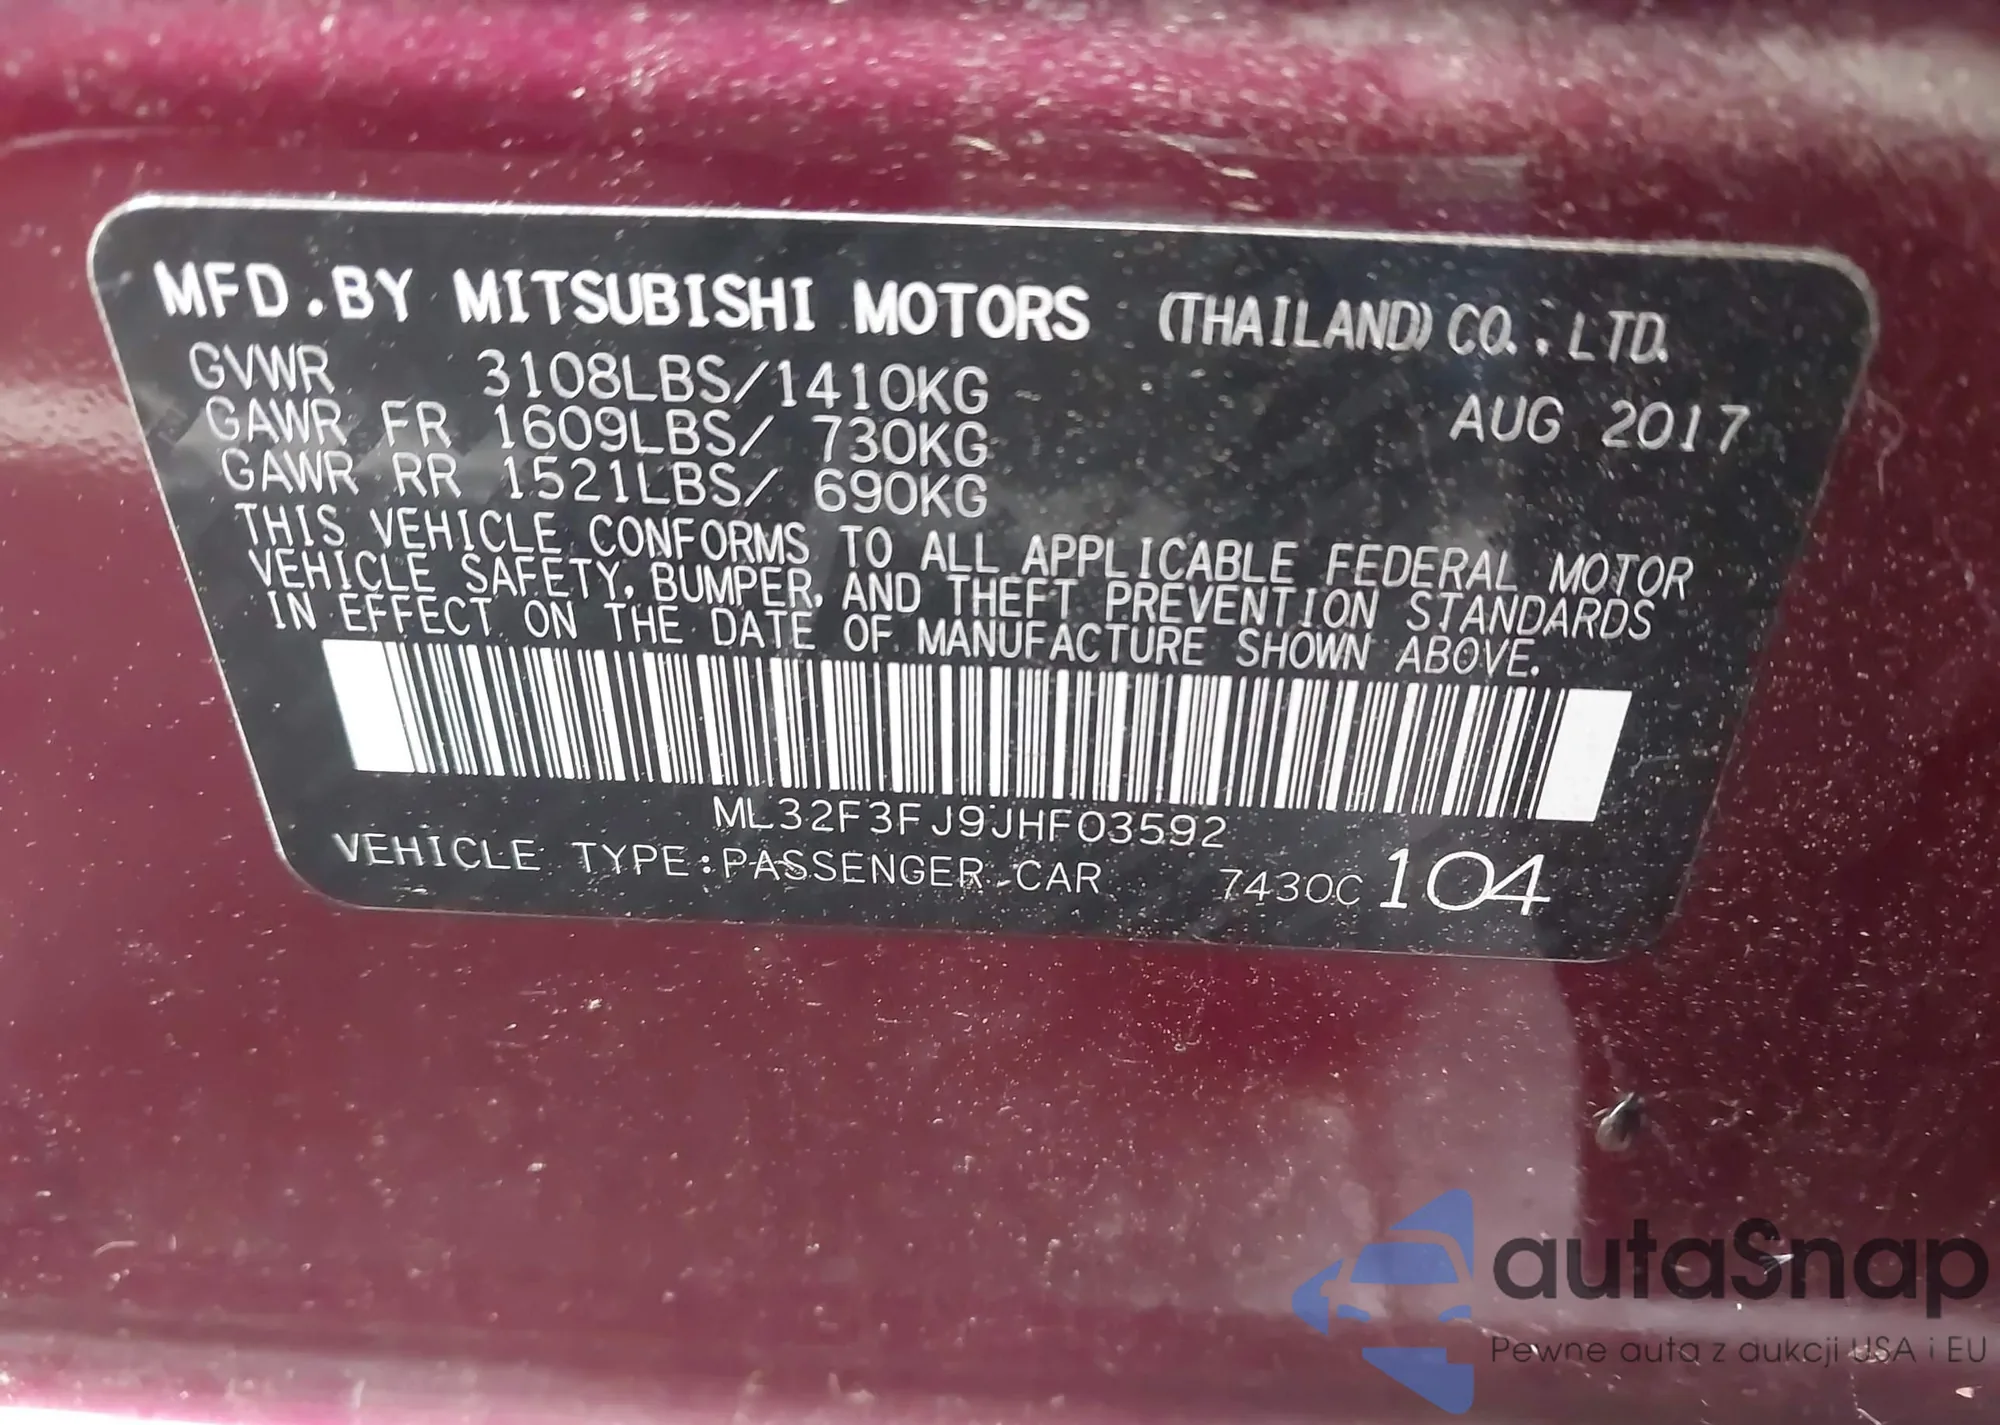 MFD.BY MITSUBISHI MOTORS (THAILAND) CO.,LTD.
GVWR 3108LBS/1410KG
AUG 2017
GAWR FR 1609LBS/ 730KG
GAWR RR 1521LBS/ 690KG
THIS VEHICLE CONFORMS TO ALL APPLICABLE FEDERAL MOTOR
VEHICLE SAFETY, BUMPER, AND THEFT PREVENTION STANDARDS
IN EFFECT ON THE DATE OF MANUFACTURE SHOWN ABOVE.
ML32F3FJ9JHF03592
VEHICLE TYPE:PASSENGER CAR 7430C 104
autaSnap
Pewne auta z aukcji USA i EU